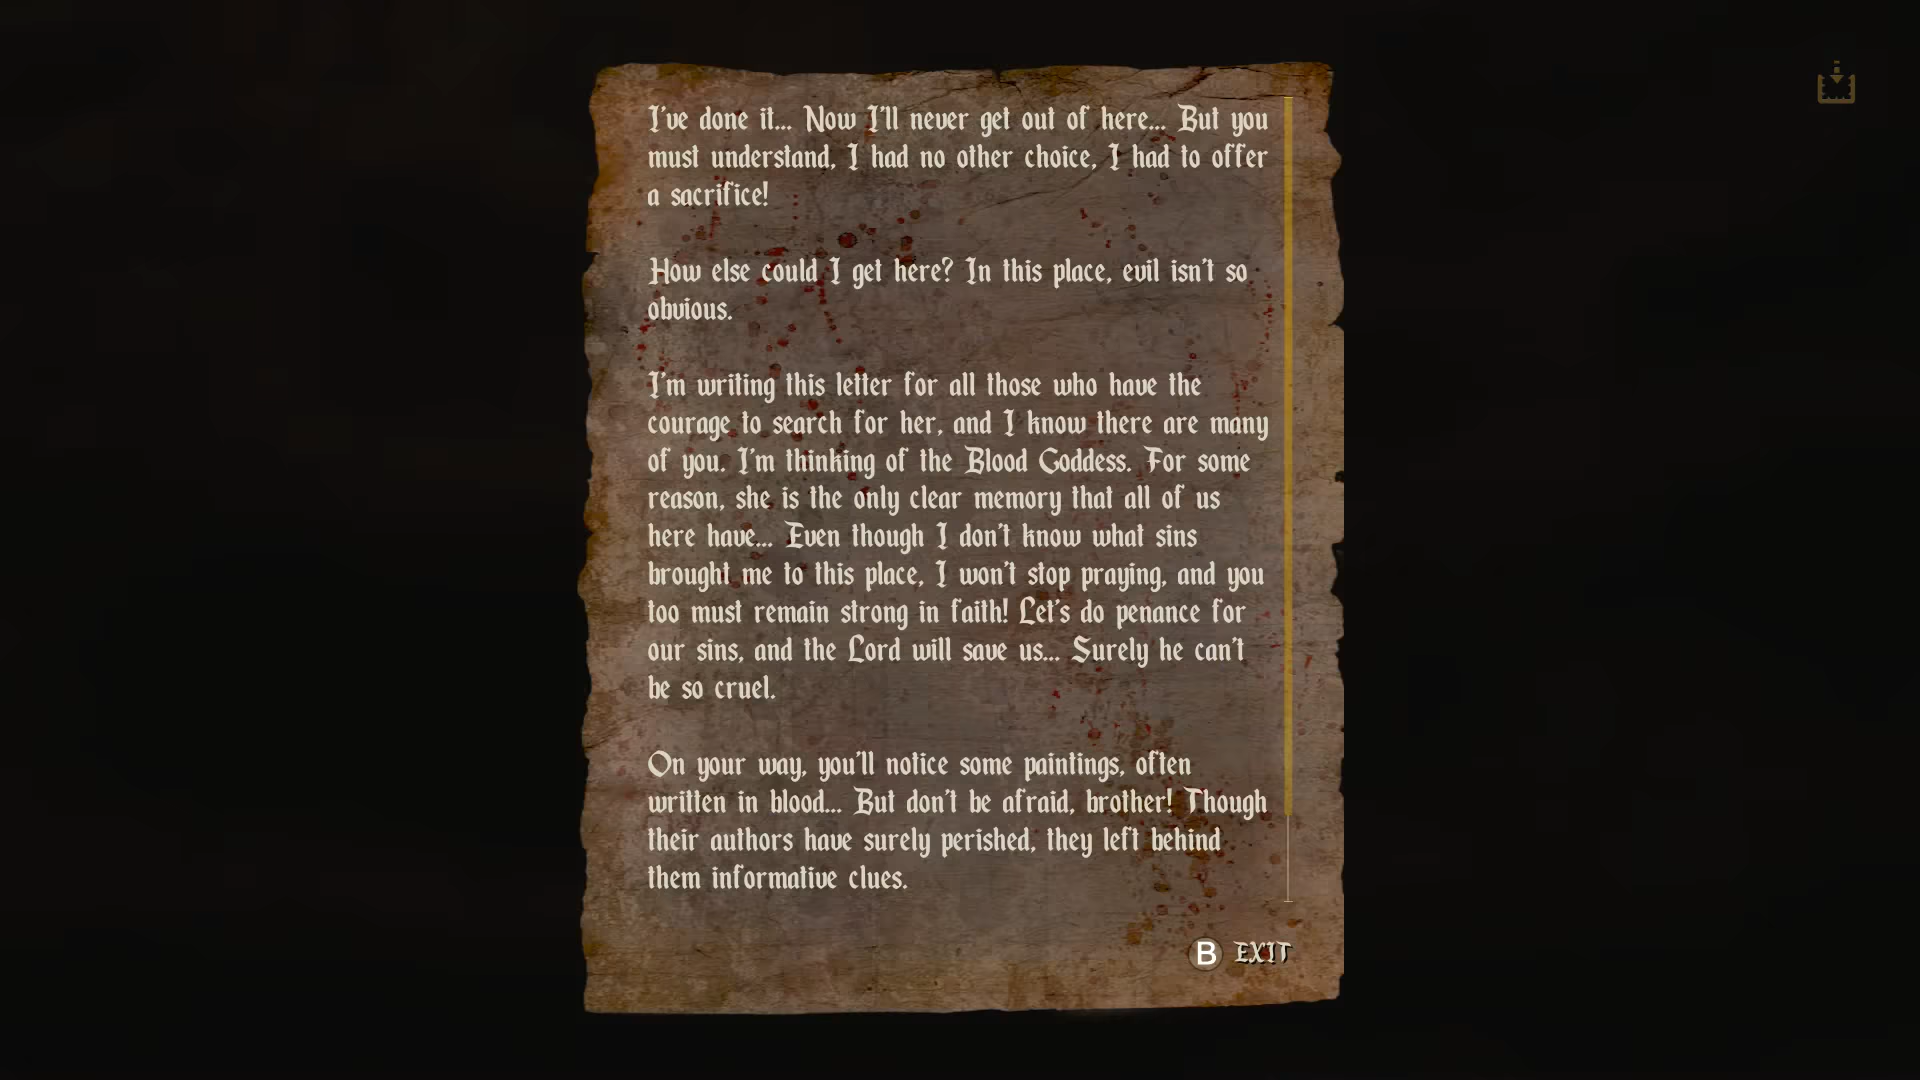 I've done it... Now I'll never get out of here... But you
must understand, I had no other choice, I had to offer
a sacrifice!
How else could I get here? In this place, evil isn't so
obvious.
I'm writing this letter for all those who have the
courage to search for her, and I know there are many
of you. I'm thinking of the Blood Goddess. For some
reason, she is the only clear memory that all of us
here have... Even though I don't know what sins
brought me to this place, I won't stop praying, and you
too must remain strong in faith! Let's do penance for
our sins, and the Lord will save us... Surely he can't
be so cruel.
On your way, you'll notice some paintings, often
written in blood... But don't be afraid, brother! Though
their authors have surely perished, they left behind
them informative clues.
B EXIT